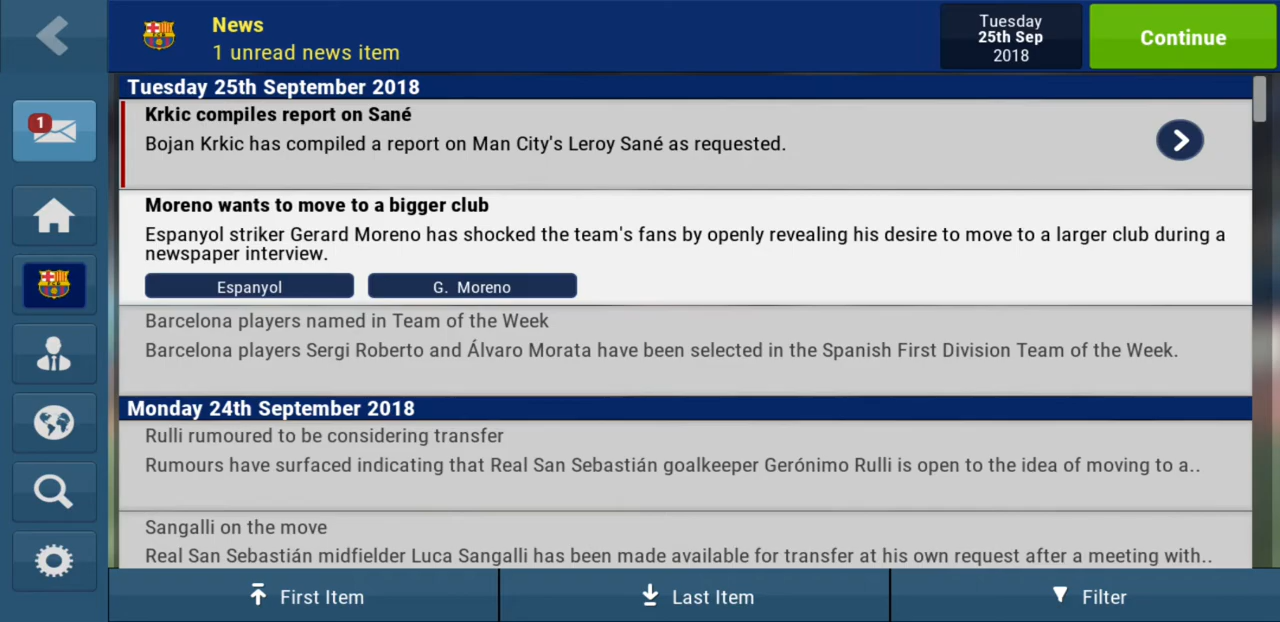 News
1 unread news item
Tuesday
25th Sep
2018
Continue
1
Tuesday 25th September 2018
Krkic compiles report on Sané
Bojan Krkic has compiled a report on Man City's Leroy Sané as requested.
Moreno wants to move to a bigger club
Espanyol striker Gerard Moreno has shocked the team's fans by openly revealing his desire to move to a larger club during a
newspaper interview.
Espanyol
G. Moreno
Barcelona players named in Team of the Week
Barcelona players Sergi Roberto and Álvaro Morata have been selected in the Spanish First Division Team of the Week.
Monday 24th September 2018
Rulli rumoured to be considering transfer
Rumours have surfaced indicating that Real San Sebastián goalkeeper Gerónimo Rulli is open to the idea of moving to a..
Sangalli on the move
Real San Sebastián midfielder Luca Sangalli has been made available for transfer at his own request after a meeting with..
First Item
Last Item
Filter